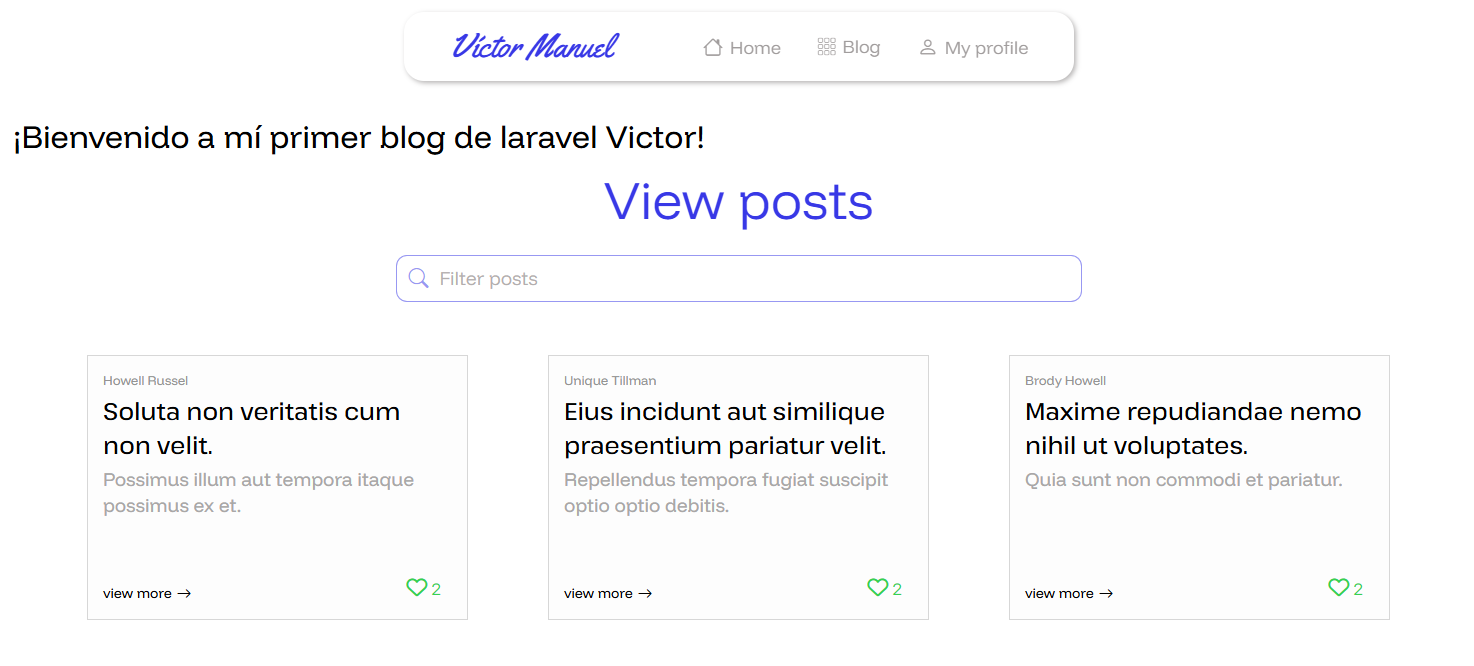 Víctor Manuel
Home
Blog
My profile
¡Bienvenido a mí primer blog de laravel Victor!
View posts
Filter posts
Howell Russel
Soluta non veritatis cum
non velit.
Possimus illum aut tempora itaque
possimus ex et.
view more →
2
Unique Tillman
Eius incidunt aut similique
praesentium pariatur velit.
Repellendus tempora fugiat suscipit
optio optio debitis.
view more →
2
Brody Howell
Maxime repudiandae nemo
nihil ut voluptates.
Quia sunt non commodi et pariatur.
view more →
2